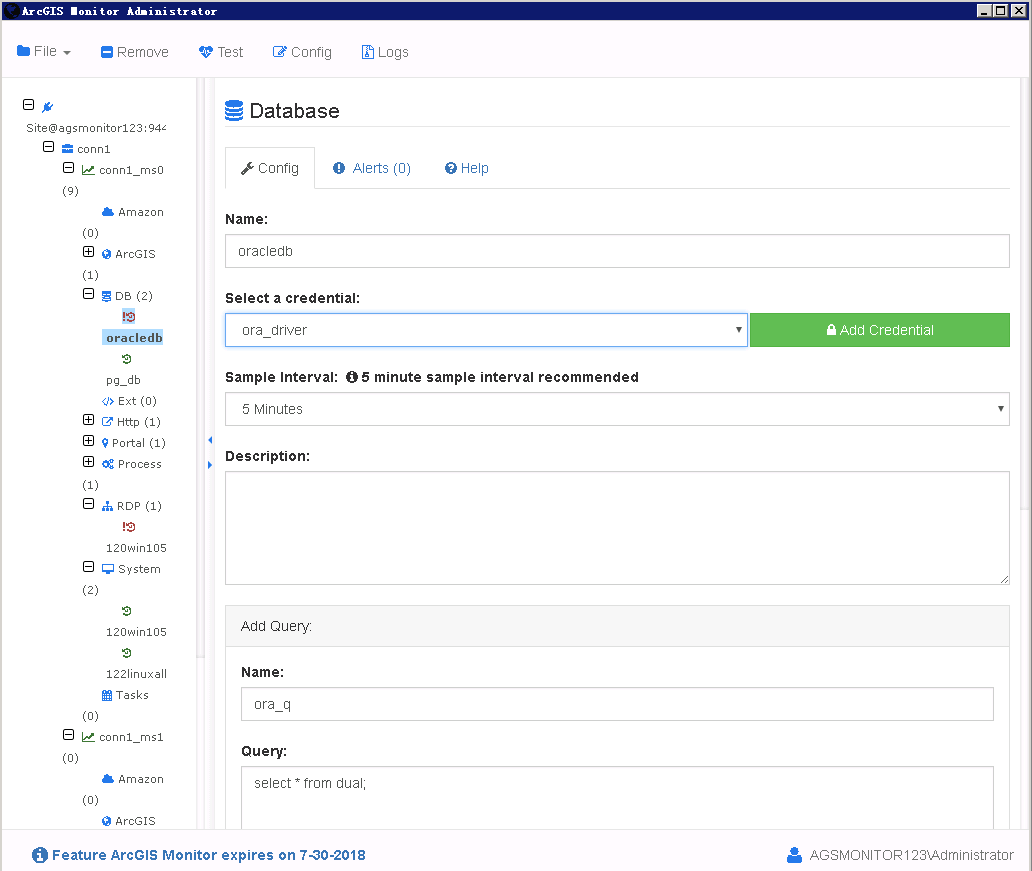 ArcGIS Monitor Administrator
File Remove Test Config Logs
Site@agsmonitor123:944
conn1
conn1_ms0
(9)
Amazon
(0)
ArcGIS
(1)
DB (2)
oracledb
pg_db
Ext (0)
Http (1)
Portal (1)
Process
(1)
RDP (1)
120win105
System
(2)
120win105
122linuxall
Tasks
(0)
conn1_ms1
(0)
Amazon
(0)
ArcGIS
Database
Config Alerts (0) Help
Name:
oracledb
Select a credential:
ora_driver Add Credential
Sample Interval: 5 minute sample interval recommended
5 Minutes
Description:
Add Query:
Name:
ora_q
Query:
select * from dual;
Feature ArcGIS Monitor expires on 7-30-2018
AGSMONITOR123\Administrator